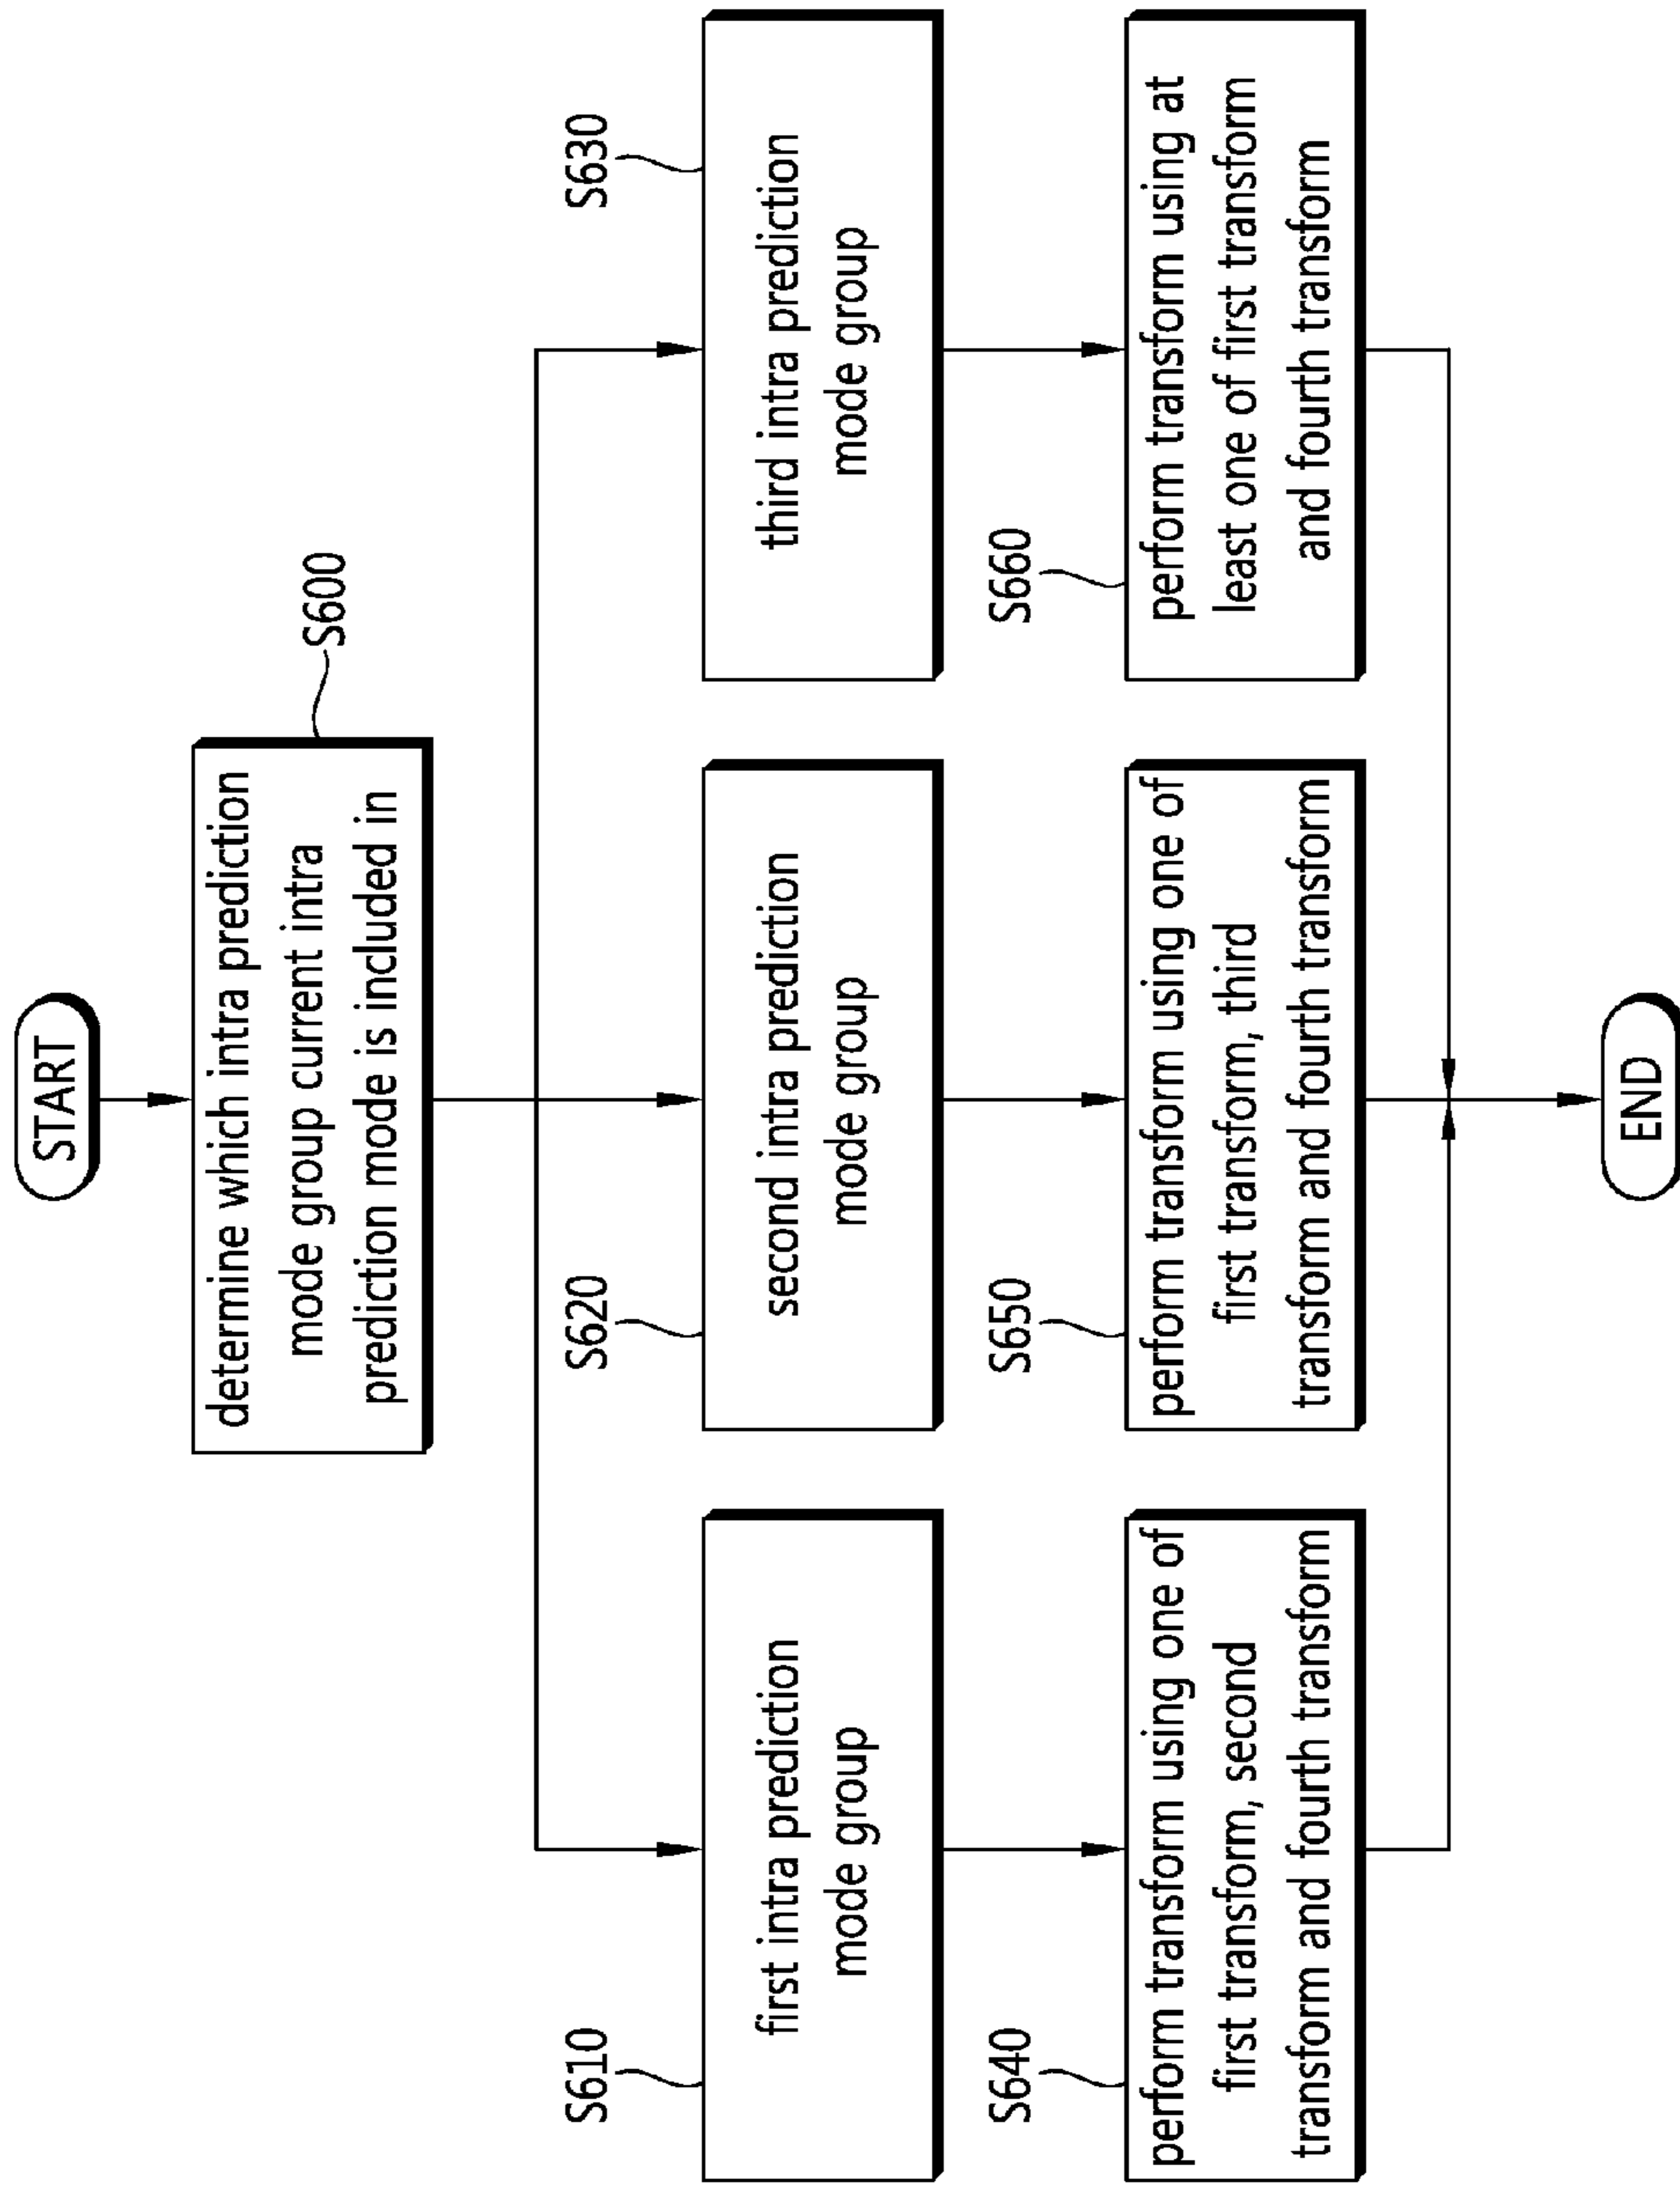 START
S600
determine which intra prediction
mode group current intra
prediction mode is included in
S610
first intra prediction
mode group
S620
second intra prediction
mode group
S630
third intra prediction
mode group
S640
perform transform using one of
first transform, second
transform and fourth transform
S650
perform transform using one of
first transform, third
transform and fourth transform
S660
perform transform using at
least one of first transform
and fourth transform
END